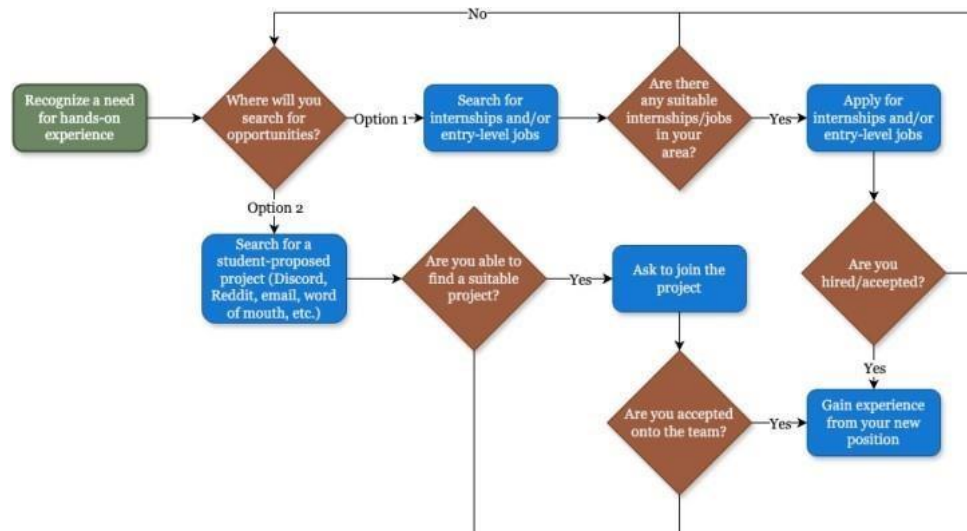 No
Recognize a need
for hands-on
experience
Where will you
search for
opportunities?
Option 1
Search for
internships and/or
entry-level jobs
Are there
any suitable
internships/jobs
in your
area?
Yes
Apply for
internships and/or
entry-level jobs
Option 2
Search for a
student-proposed
project (Discord,
Reddit, email, word
of mouth, etc.)
Are you able to
find a suitable
project?
Yes
Ask to join the
project
Are you
hired/accepted?
Yes
Are you accepted
onto the team?
Yes
Gain experience
from your new
position